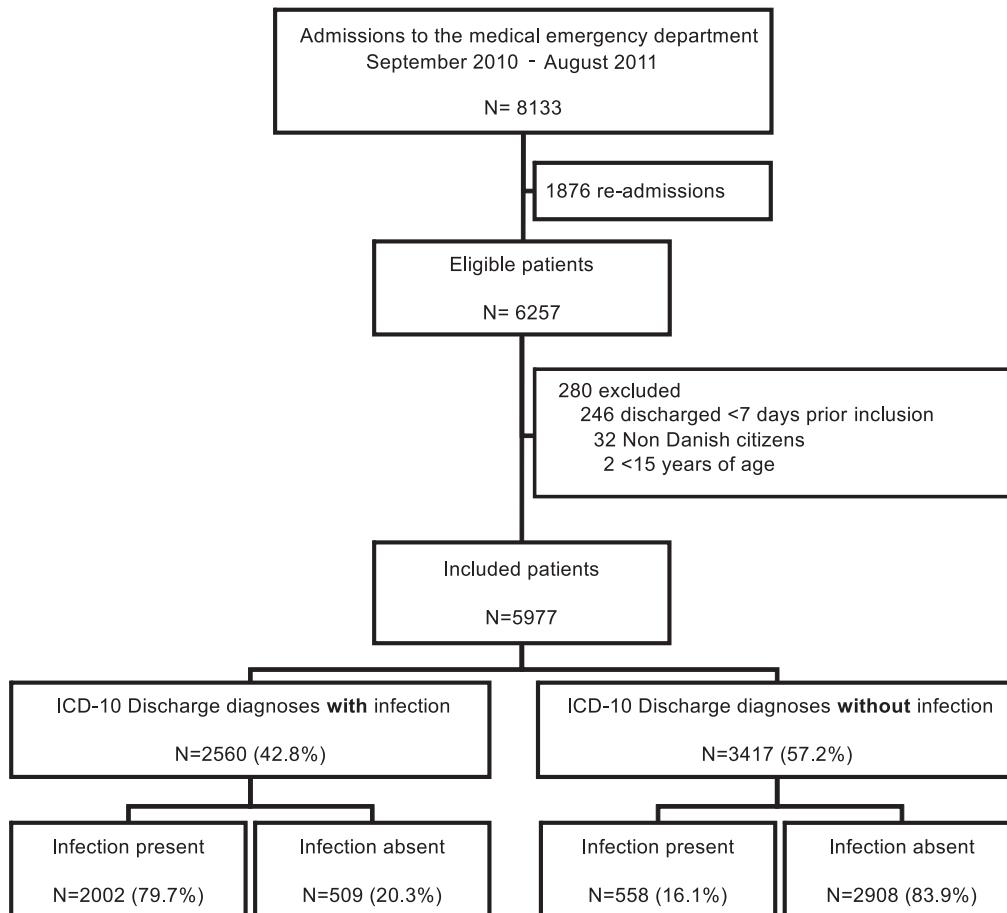 Admissions to the medical emergency department
September 2010 - August 2011
N= 8133
1876 re-admissions
Eligible patients
N= 6257
280 excluded
246 discharged <7 days prior inclusion
32 Non Danish citizens
2 <15 years of age
Included patients
N=5977
ICD-10 Discharge diagnoses with infection
N=2560 (42.8%)
ICD-10 Discharge diagnoses without infection
N=3417 (57.2%)
Infection present
N=2002 (79.7%)
Infection absent
N=509 (20.3%)
Infection present
N=558 (16.1%)
Infection absent
N=2908 (83.9%)